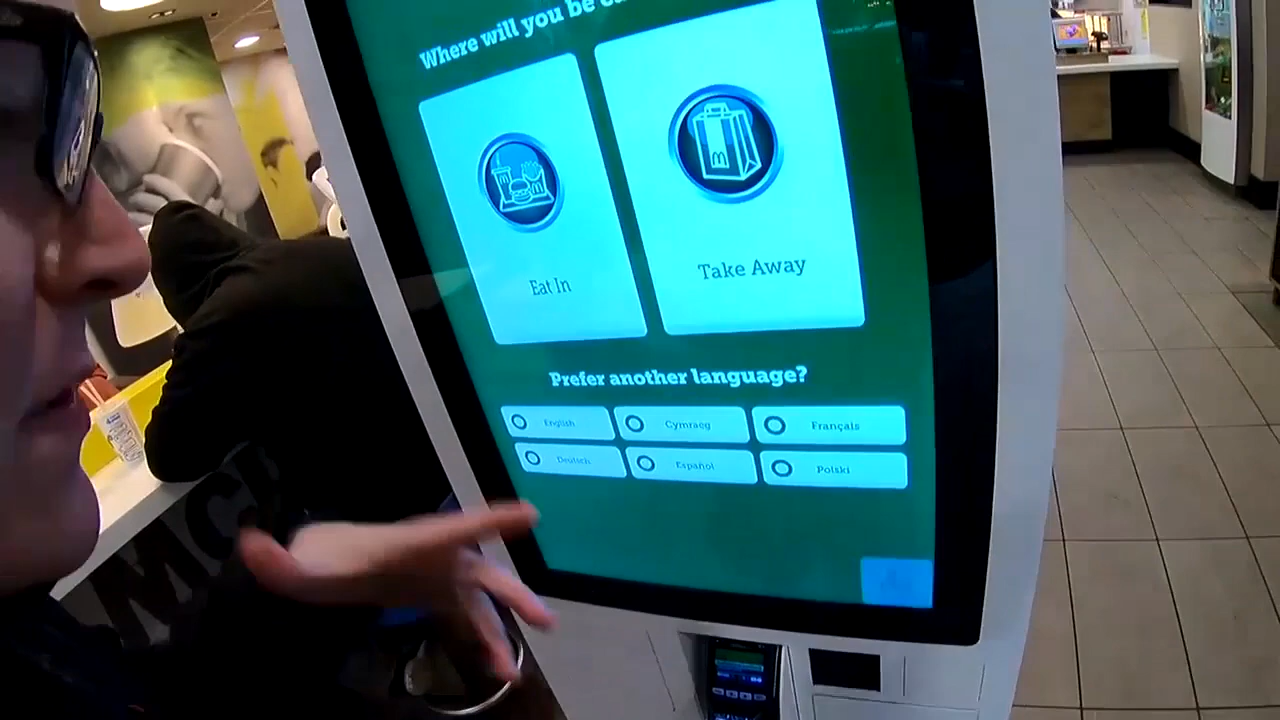 Where will you be
Eat In
Take Away
Prefer another language?
English
Cymraeg
Français
Deutsch
Español
Polski